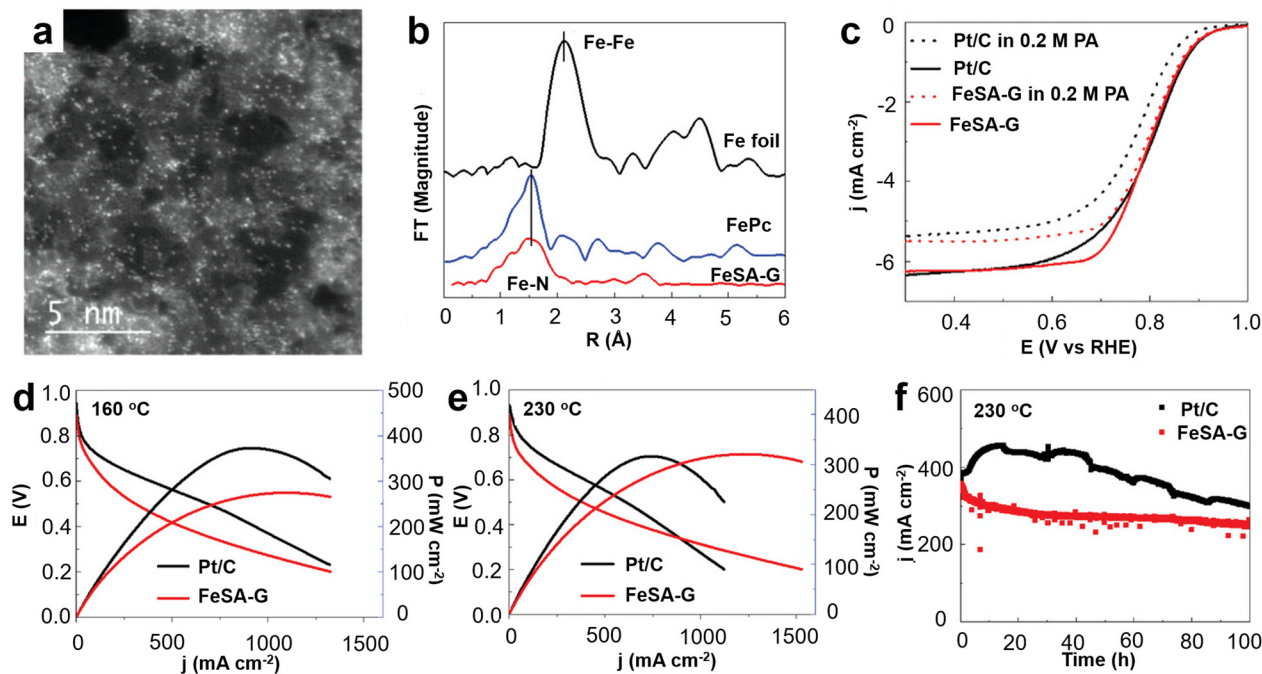 a
5 nm
b
Fe-Fe
Fe foil
FePc
FeSA-G
Fe-N
FT (Magnitude)
0 1 2 3 4 5 6
R (Å)
c
Pt/C in 0.2 M PA
Pt/C
FeSA-G in 0.2 M PA
FeSA-G
0
-2
-4
-6
j (mA cm-2)
0.4 0.6 0.8 1.0
E (V vs RHE)
d
160 °C
1.0
0.8
0.6
0.4
0.2
0.0
E (V)
500
400
300
200
100
0
P (mW cm-2)
Pt/C
FeSA-G
0 500 1000 1500
j (mA cm-2)
e
230 °C
1.0
0.8
0.6
0.4
0.2
0.0
E (V)
400
300
200
100
0
P (mW cm-2)
Pt/C
FeSA-G
0 500 1000 1500
j (mA cm-2)
f
230 °C
Pt/C
FeSA-G
600
400
200
0
j (mA cm-2)
0 20 40 60 80 100
Time (h)